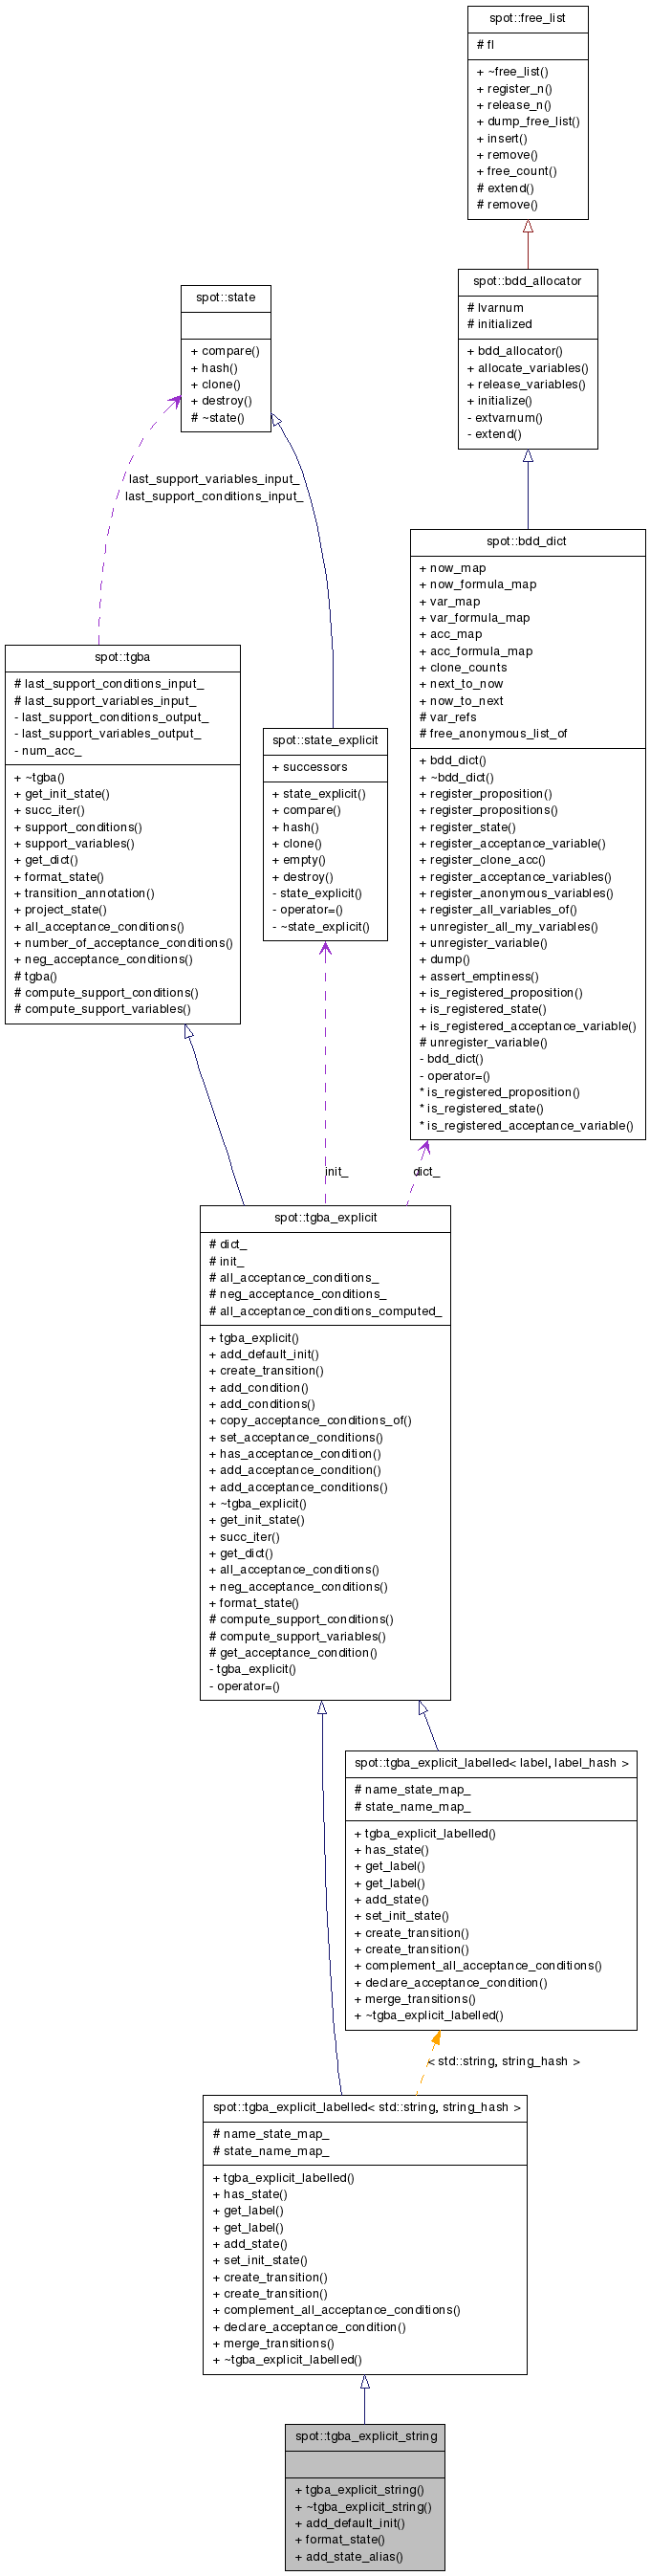 spot::free_list
# fl
+ ~free_list()
+ register_n()
+ release_n()
+ dump_free_list()
+ insert()
+ remove()
+ free_count()
# extend()
# remove()
spot::bdd_allocator
# lvarnum
# initialized
+ bdd_allocator()
+ allocate_variables()
+ release_variables()
+ initialize()
- extvarnum()
- extend()
spot::state
+ compare()
+ hash()
+ clone()
+ destroy()
# ~state()
last_support_variables_input_
last_support_conditions_input_
spot::bdd_dict
+ now_map
+ now_formula_map
+ var_map
+ var_formula_map
+ acc_map
+ acc_formula_map
+ clone_counts
+ next_to_now
+ now_to_next
# var_refs
# free_anonymous_list_of
+ bdd_dict()
+ ~bdd_dict()
+ register_proposition()
+ register_propositions()
+ register_state()
+ register_acceptance_variable()
+ register_clone_acc()
+ register_acceptance_variables()
+ register_anonymous_variables()
+ register_all_variables_of()
+ unregister_all_my_variables()
+ unregister_variable()
+ dump()
+ assert_emptiness()
+ is_registered_proposition()
+ is_registered_state()
+ is_registered_acceptance_variable()
# unregister_variable()
- bdd_dict()
- operator=()
* is_registered_proposition()
* is_registered_state()
* is_registered_acceptance_variable()
spot::tgba
# last_support_conditions_input_
# last_support_variables_input_
- last_support_conditions_output_
- last_support_variables_output_
- num_acc_
+ ~tgba()
+ get_init_state()
+ succ_iter()
+ support_conditions()
+ support_variables()
+ get_dict()
+ format_state()
+ transition_annotation()
+ project_state()
+ all_acceptance_conditions()
+ number_of_acceptance_conditions()
+ neg_acceptance_conditions()
# tgba()
# compute_support_conditions()
# compute_support_variables()
spot::state_explicit
+ successors
+ state_explicit()
+ compare()
+ hash()
+ clone()
+ empty()
+ destroy()
- state_explicit()
- operator=()
- ~state_explicit()
init_
dict_
spot::tgba_explicit
# dict_
# init_
# all_acceptance_conditions_
# neg_acceptance_conditions_
# all_acceptance_conditions_computed_
+ tgba_explicit()
+ add_default_init()
+ create_transition()
+ add_condition()
+ add_conditions()
+ copy_acceptance_conditions_of()
+ set_acceptance_conditions()
+ has_acceptance_condition()
+ add_acceptance_condition()
+ add_acceptance_conditions()
+ ~tgba_explicit()
+ get_init_state()
+ succ_iter()
+ get_dict()
+ all_acceptance_conditions()
+ neg_acceptance_conditions()
+ format_state()
# compute_support_conditions()
# compute_support_variables()
# get_acceptance_condition()
- tgba_explicit()
- operator=()
spot::tgba_explicit_labelled< label, label_hash >
# name_state_map_
# state_name_map_
+ tgba_explicit_labelled()
+ has_state()
+ get_label()
+ get_label()
+ add_state()
+ set_init_state()
+ create_transition()
+ create_transition()
+ complement_all_acceptance_conditions()
+ declare_acceptance_condition()
+ merge_transitions()
+ ~tgba_explicit_labelled()
< std::string, string_hash >
spot::tgba_explicit_labelled< std::string, string_hash >
# name_state_map_
# state_name_map_
+ tgba_explicit_labelled()
+ has_state()
+ get_label()
+ get_label()
+ add_state()
+ set_init_state()
+ create_transition()
+ create_transition()
+ complement_all_acceptance_conditions()
+ declare_acceptance_condition()
+ merge_transitions()
+ ~tgba_explicit_labelled()
spot::tgba_explicit_string
+ tgba_explicit_string()
+ ~tgba_explicit_string()
+ add_default_init()
+ format_state()
+ add_state_alias()